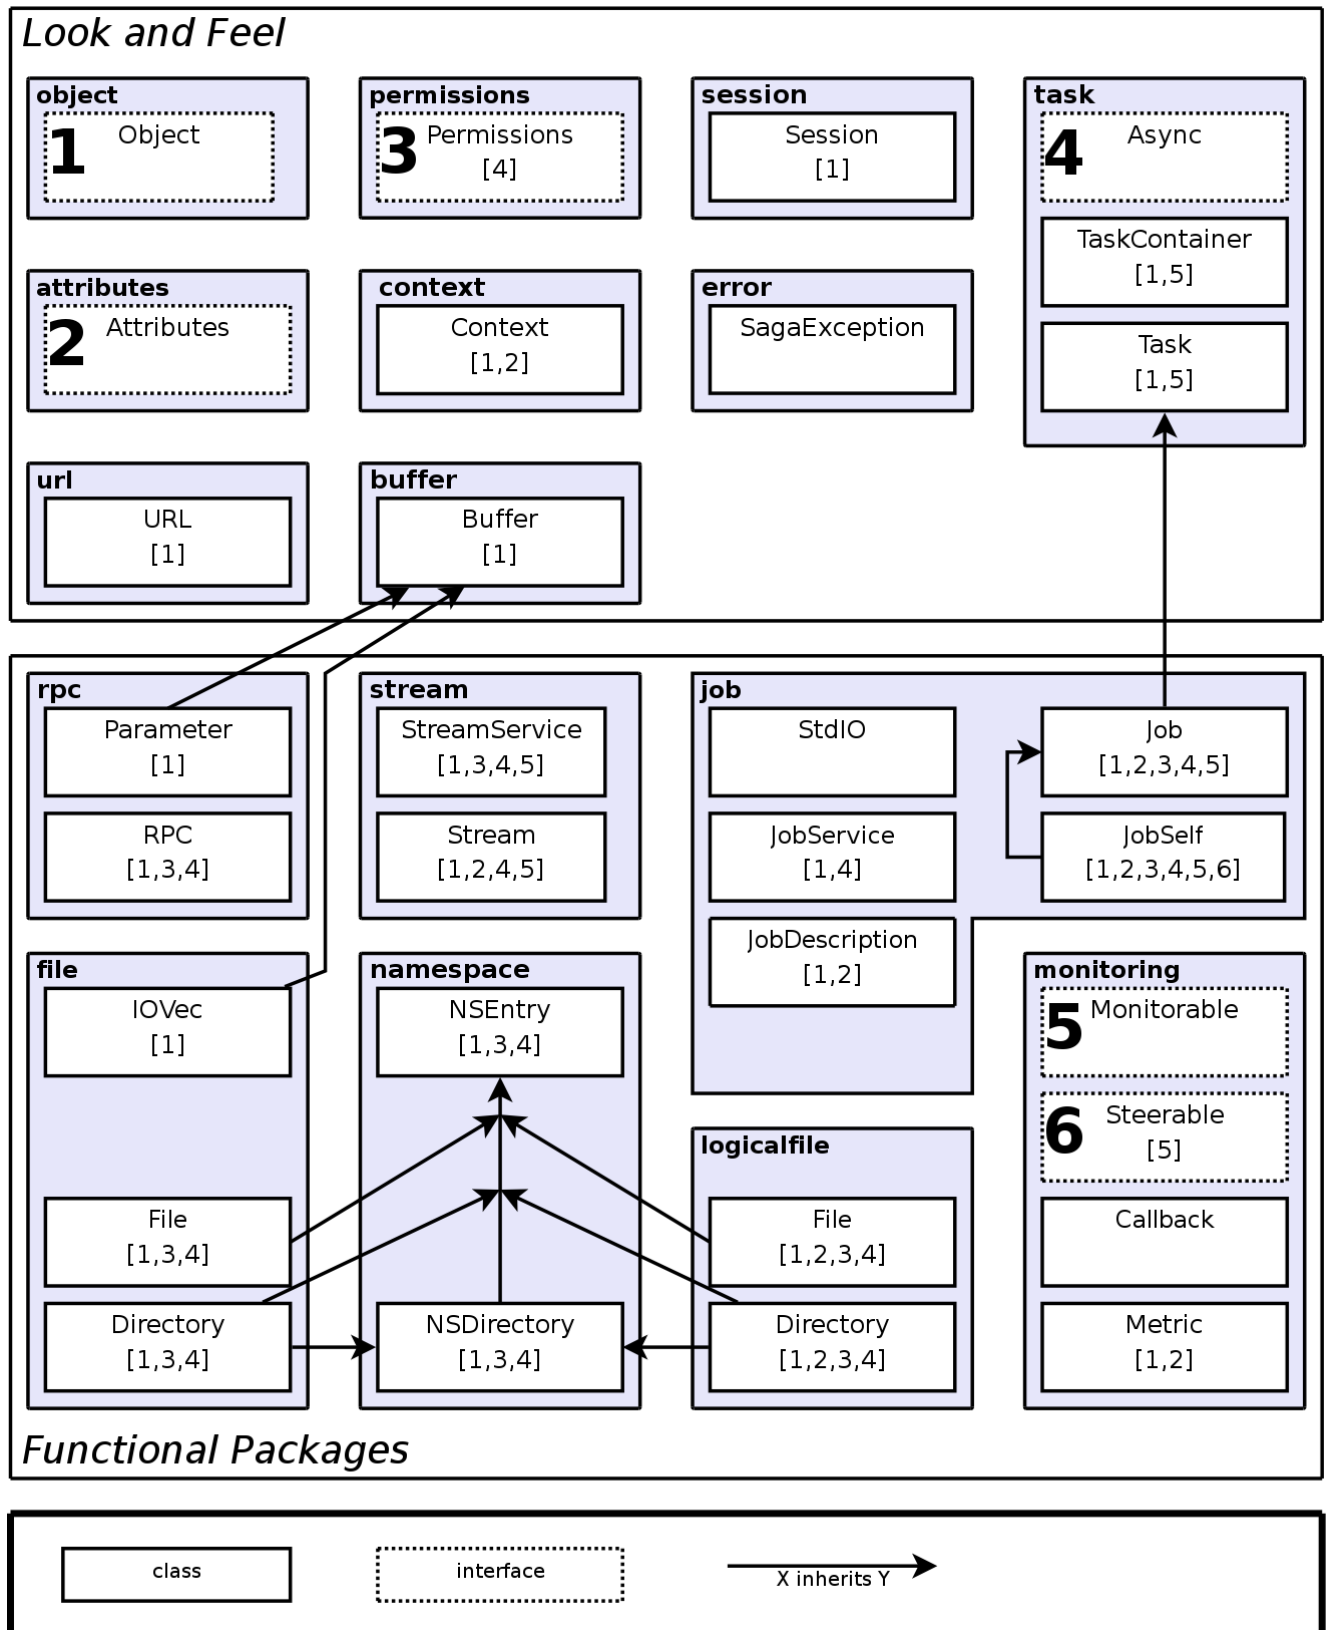 Look and Feel
object
1
Object
permissions
3
Permissions
[4]
session
Session
[1]
task
4
Async
TaskContainer
[1,5]
Task
[1,5]
attributes
2
Attributes
context
Context
[1,2]
error
SagaException
url
URL
[1]
buffer
Buffer
[1]
rpc
Parameter
[1]
RPC
[1,3,4]
stream
StreamService
[1,3,4,5]
Stream
[1,2,4,5]
job
StdIO
JobService
[1,4]
JobDescription
[1,2]
Job
[1,2,3,4,5]
JobSelf
[1,2,3,4,5,6]
file
IOVec
[1]
File
[1,3,4]
Directory
[1,3,4]
namespace
NSEntry
[1,3,4]
NSDirectory
[1,3,4]
logicalfile
File
[1,2,3,4]
Directory
[1,2,3,4]
monitoring
5
Monitorable
6
Steerable
[5]
Callback
Metric
[1,2]
Functional Packages
class
interface
X inherits Y